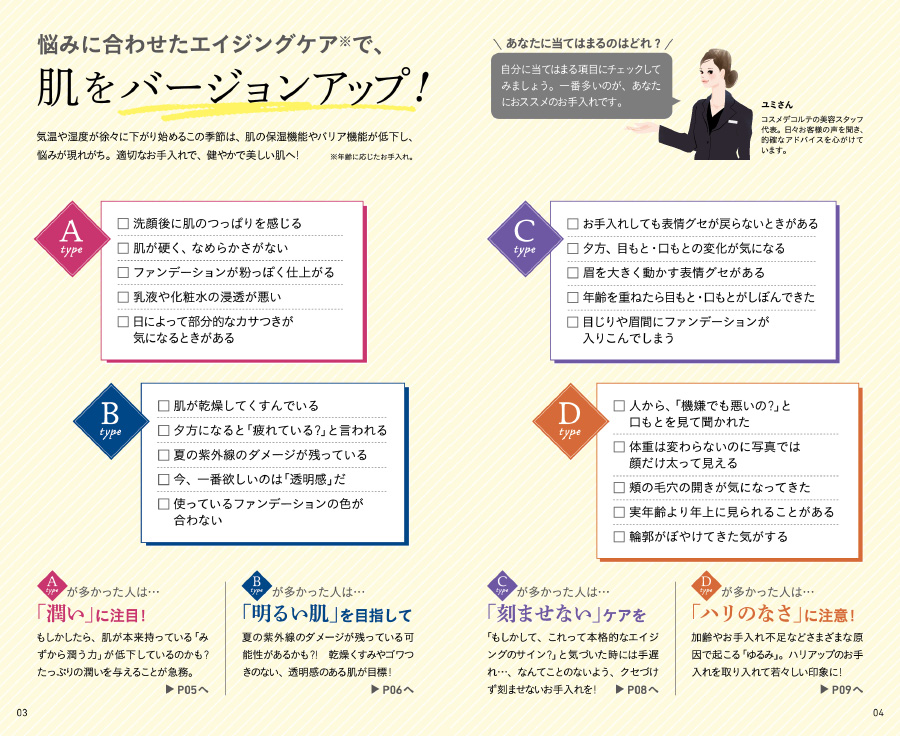 悩みに合わせたエイジングケア※で、
肌をバージョンアップ！
気温や湿度が徐々に下がり始めるこの季節は、肌の保湿機能やバリア機能が低下し、
悩みが現れがち。適切なお手入れで、健やかで美しい肌へ！
※年齢に応じたお手入れ。
＼ あなたに当てはまるのはどれ？ ／
自分に当てはまる項目にチェックして
みましょう。一番多いのが、あなた
におススメのお手入れです。
ユミさん
コスメデコルテの美容スタッフ
代表。日々お客様の声を聞き、
的確なアドバイスを心がけて
います。
A
type
□ 洗顔後に肌のつっぱりを感じる
□ 肌が硬く、なめらかさがない
□ ファンデーションが粉っぽく仕上がる
□ 乳液や化粧水の浸透が悪い
□ 日によって部分的なカサつきが
気になるときがある
B
type
□ 肌が乾燥してくすんでいる
□ 夕方になると「疲れている？」と言われる
□ 夏の紫外線のダメージが残っている
□ 今、一番欲しいのは「透明感」だ
□ 使っているファンデーションの色が
合わない
C
type
□ お手入れしても表情グセが戻らないときがある
□ 夕方、目もと・口もとの変化が気になる
□ 眉を大きく動かす表情グセがある
□ 年齢を重ねたら目もと・口もとがしぼんできた
□ 目じりや眉間にファンデーションが
入りこんでしまう
D
type
□ 人から、「機嫌でも悪いの？」と
口もとを見て聞かれた
□ 体重は変わらないのに写真では
顔だけ太って見える
□ 頬の毛穴の開きが気になってきた
□ 実年齢より年上に見られることがある
□ 輪郭がぼやけてきた気がする
A type が多かった人は…
「潤い」に注目！
もしかしたら、肌が本来持っている「み
ずから潤う力」が低下しているのかも？
たっぷりの潤いを与えることが急務。
▶P05へ
B type が多かった人は…
「明るい肌」を目指して
夏の紫外線のダメージが残っている可
能性があるかも？！ 乾燥くすみやゴワつ
きのない、透明感のある肌が目標！
▶P06へ
C type が多かった人は…
「刻ませない」ケアを
「もしかして、これって本格的なエイジ
ングのサイン？」と気づいた時には手遅
れ…、なんてことのないよう、クセづけ
ず刻ませないお手入れを！
▶P08へ
D type が多かった人は…
「ハリのなさ」に注意！
加齢やお手入れ不足などさまざまな原
因で起こる「ゆるみ」。ハリアップのお手
入れを取り入れて若々しい印象に！
▶P09へ
03
04